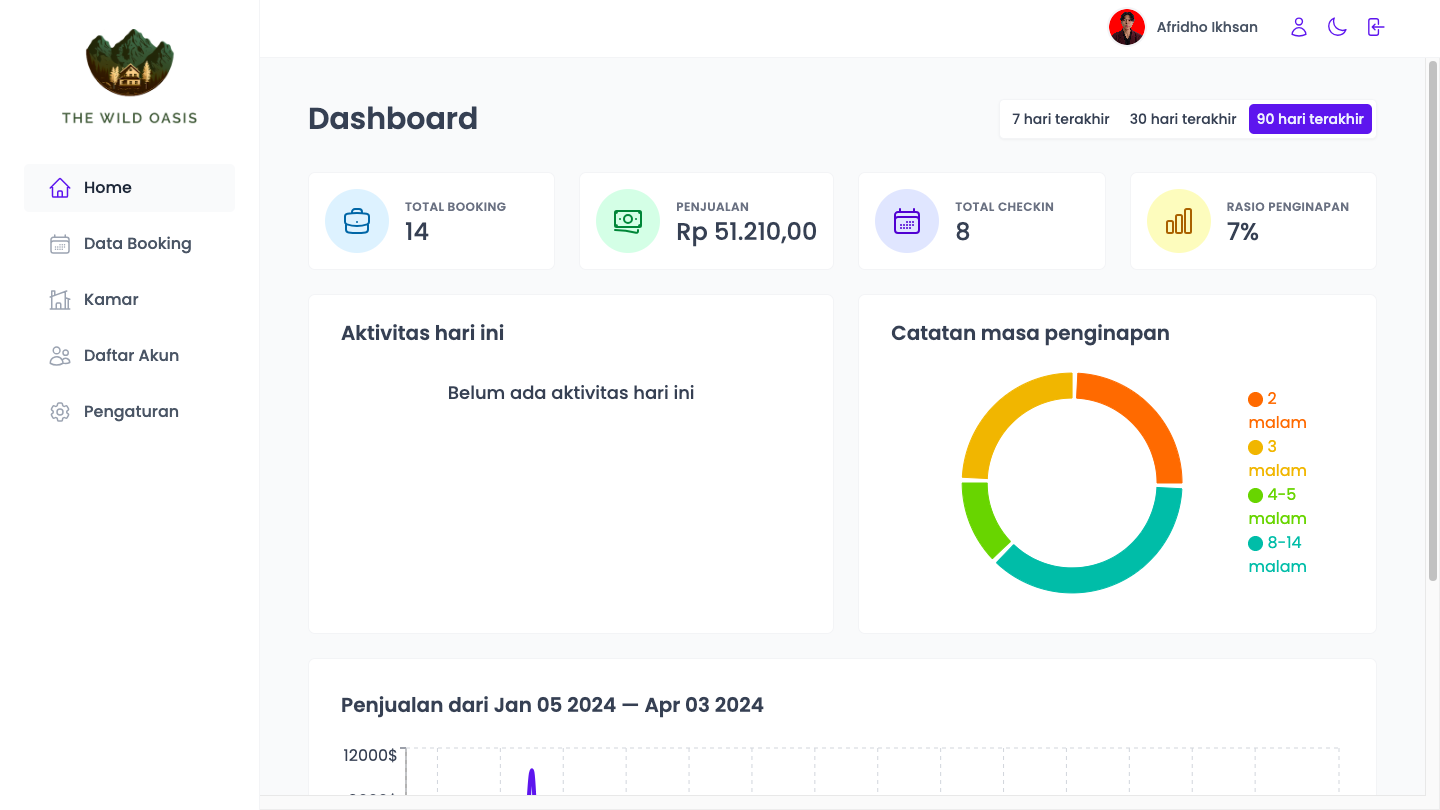 Afridho Ikhsan
THE WILD OASIS
Home
Data Booking
Kamar
Daftar Akun
Pengaturan
Dashboard
7 hari terakhir
30 hari terakhir
90 hari terakhir
TOTAL BOOKING
14
PENJUALAN
Rp 51.210,00
TOTAL CHECKIN
8
RASIO PENGINAPAN
7%
Aktivitas hari ini
Belum ada aktivitas hari ini
Catatan masa penginapan
2
malam
3
malam
4-5
malam
8-14
malam
Penjualan dari Jan 05 2024 — Apr 03 2024
12000$